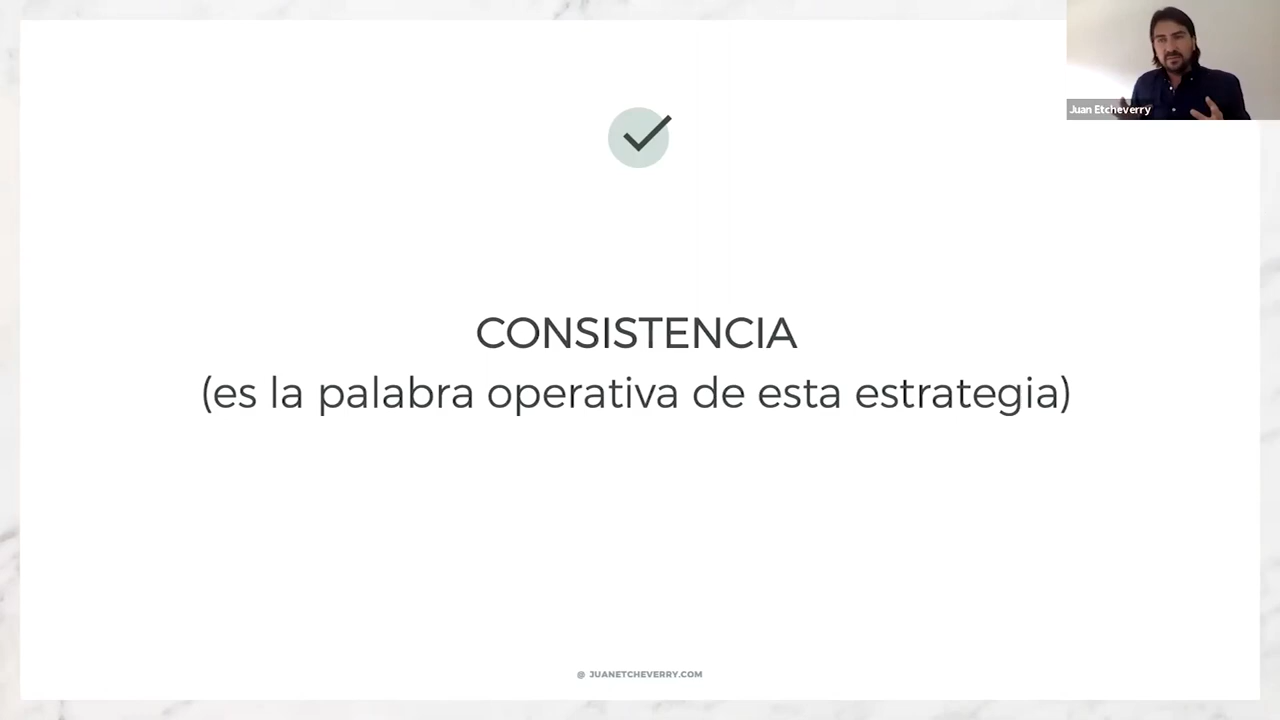 Juan Etcheverry
CONSISTENCIA
(es la palabra operativa de esta estrategia)
@ JUANETCHEVERRY.COM